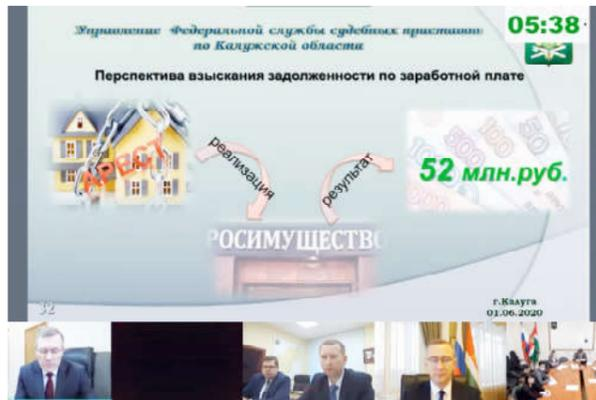 05:38
Управление Федеральной службы судебных приставов
по Калужской области
Перспектива взыскания задолженности по заработной плате
АРЕСТ
реализация
результат
52 млн.руб.
РОСИМУЩЕСТВО
32
г.Калуга
01.06.2020